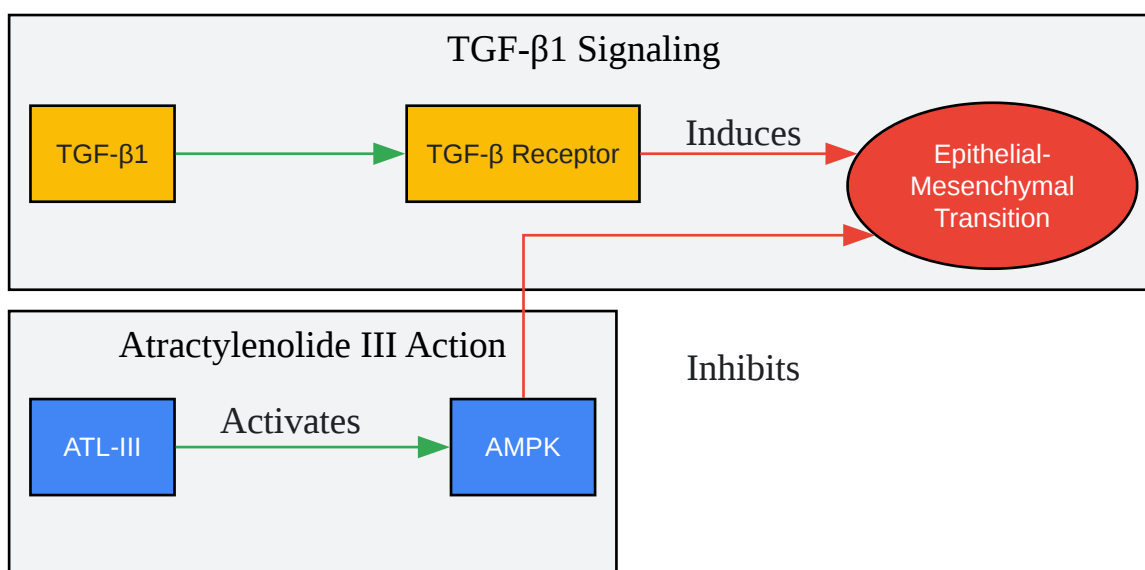 TGF-β1 Signaling
TGF-β1
TGF-β Receptor
Induces
Epithelial-
Mesenchymal
Transition
Atractylenolide III Action
Inhibits
ATL-III
Activates
AMPK